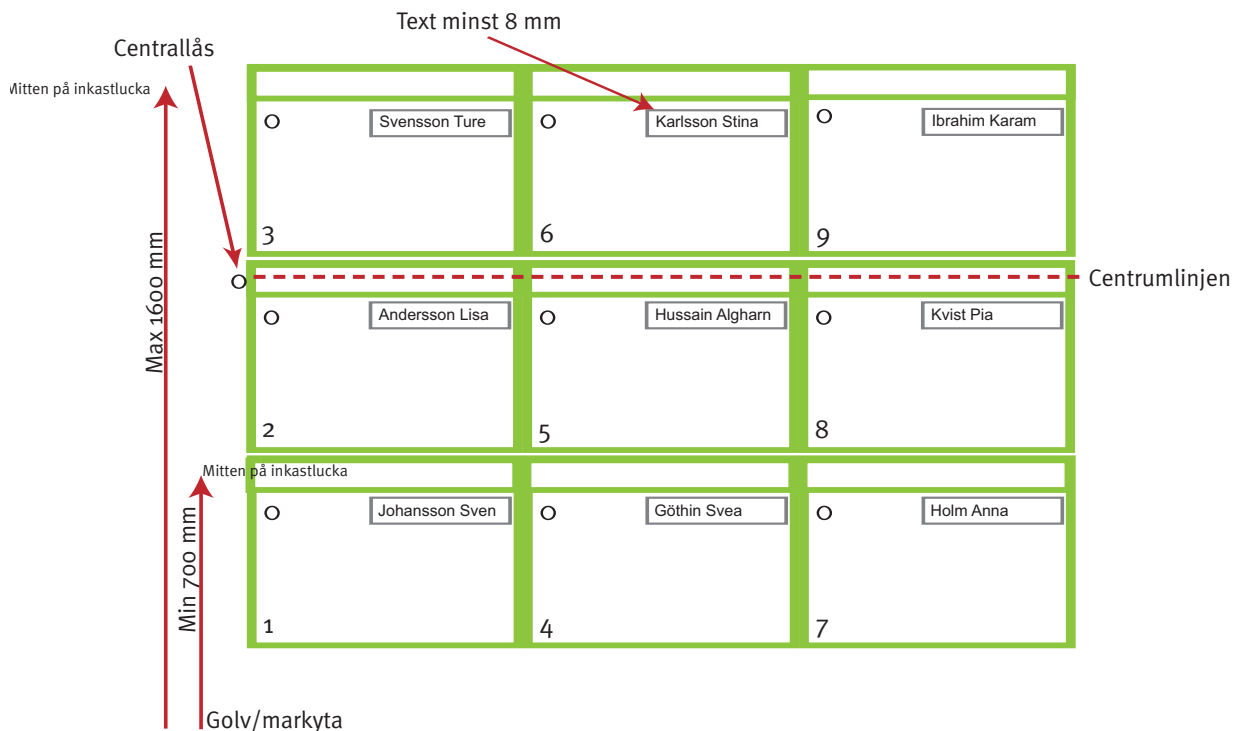 Text minst 8 mm
Centrallås
Mitten på inkastlucka
Svensson Ture
Karlsson Stina
Ibrahim Karam
3
6
9
Centrumlinjen
Max 1600 mm
Andersson Lisa
Hussain Algharn
Kvist Pia
2
5
8
Mitten på inkastlucka
Min 700 mm
Johansson Sven
Göthin Svea
Holm Anna
1
4
7
Golv/markyta